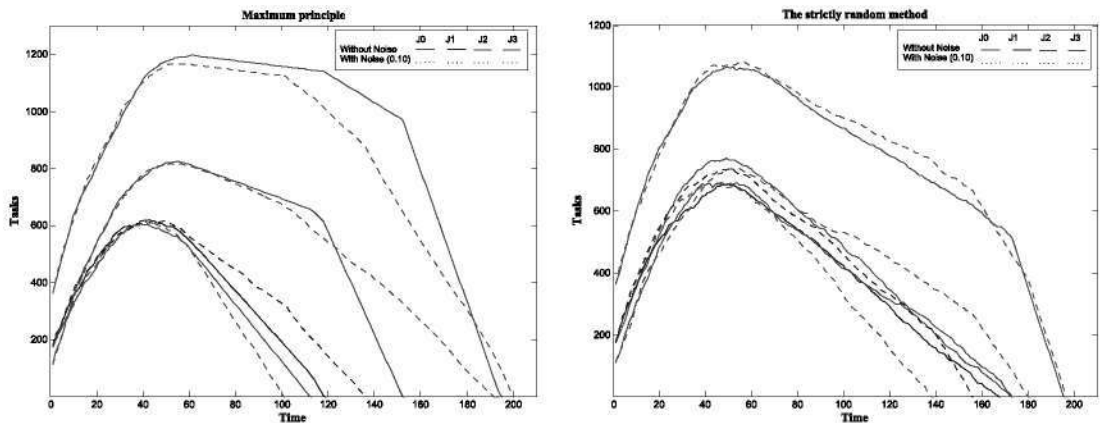 Maximum principle
J0 J1 J2 J3
Without Noiso
With Noise (0.10)
1200
1000
800
600
400
200
Tasks
0 20 40 60 80 100 120 140 160 180 200
Time
The strictly random method
J0 J1 J2 J3
Without Noise
With Noise (0.10)
1200
1000
800
600
400
200
0
Tasks
0 20 40 60 80 100 120 140 160 180 200
Time